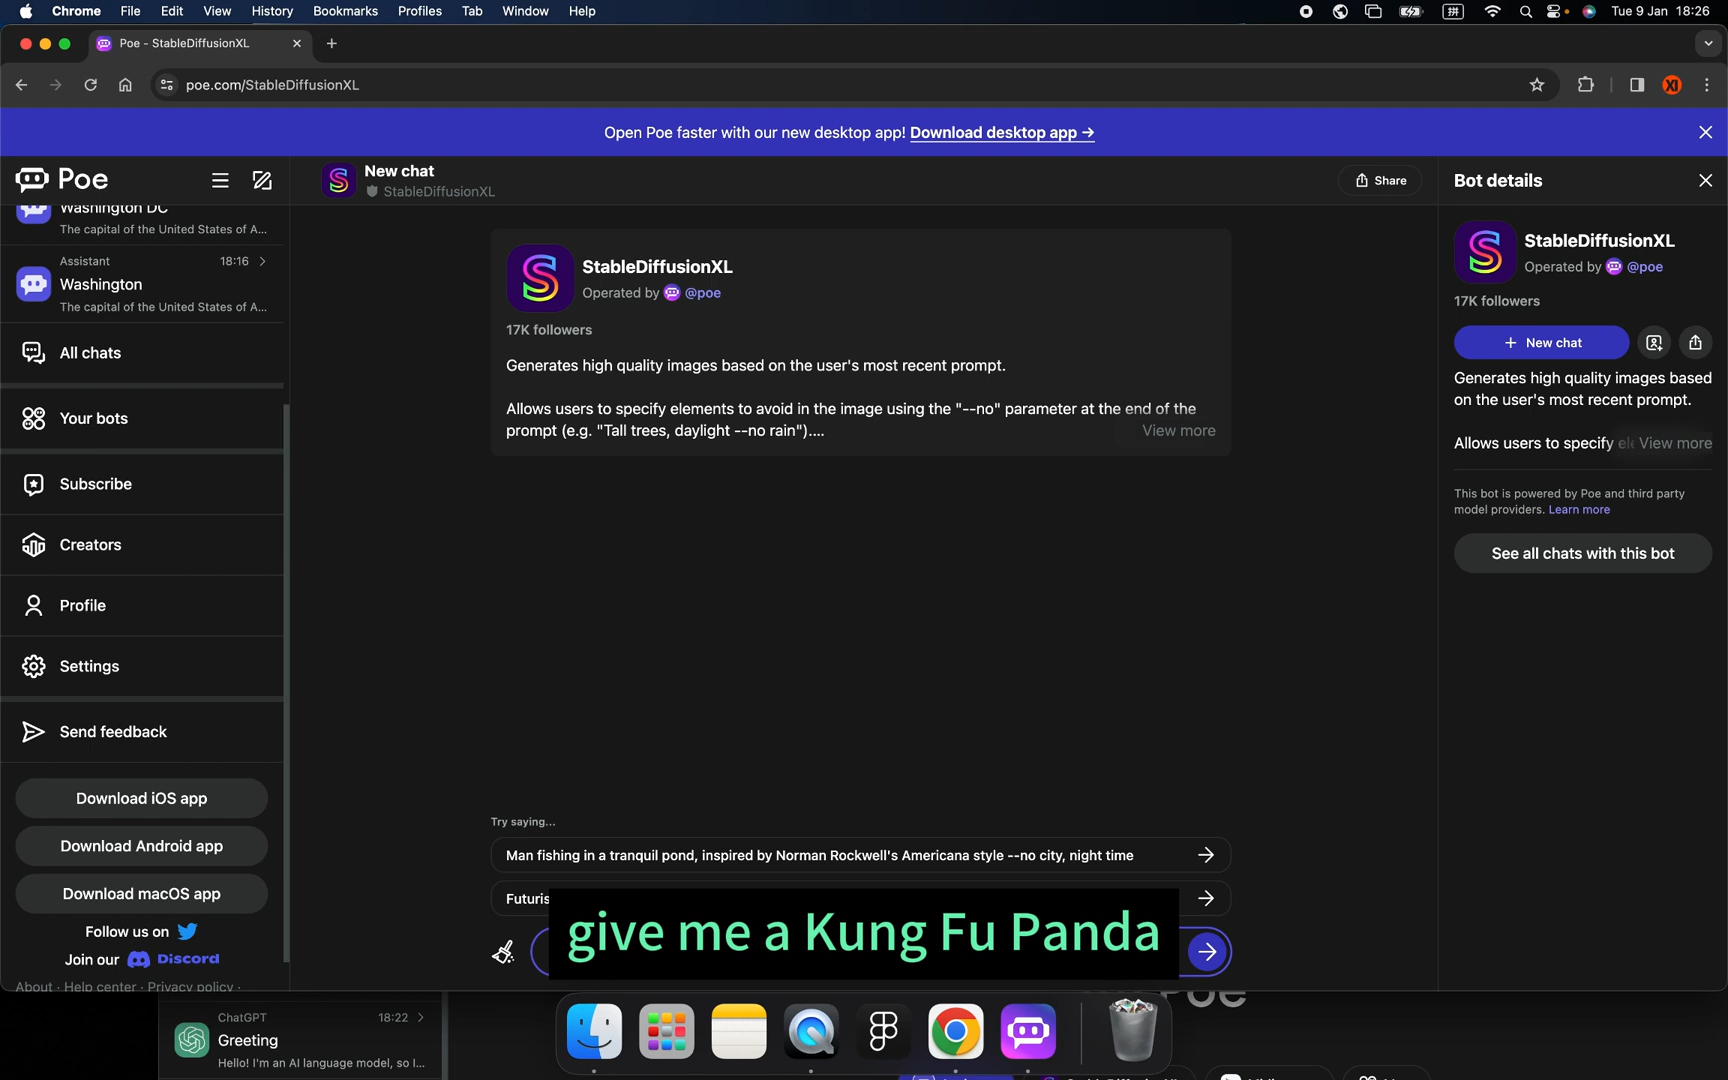 Chrome File Edit View History Bookmarks Profiles Tab Window Help Tue 9 Jan 18:26
Poe - StableDiffusionXL
poe.com/StableDiffusionXL
Open Poe faster with our new desktop app! Download desktop app →
Poe
Washington DC
The capital of the United States of A...
Assistant 18:16
Washington
The capital of the United States of A...
All chats
Your bots
Subscribe
Creators
Profile
Settings
Send feedback
Download iOS app
Download Android app
Download macOS app
Follow us on
Join our Discord
About · Help center · Privacy policy ·
New chat
StableDiffusionXL
Share
StableDiffusionXL
Operated by @poe
17K followers
Generates high quality images based on the user's most recent prompt.
Allows users to specify elements to avoid in the image using the "--no" parameter at the end of the
prompt (e.g. "Tall trees, daylight --no rain")....
View more
Try saying...
Man fishing in a tranquil pond, inspired by Norman Rockwell's Americana style --no city, night time
give me a Kung Fu Panda
Bot details
StableDiffusionXL
Operated by @poe
17K followers
+ New chat
Generates high quality images based
on the user's most recent prompt.
Allows users to specify
View more
This bot is powered by Poe and third party
model providers. Learn more
See all chats with this bot
ChatGPT 18:22
Greeting
Hello! I'm an AI language model, so I...